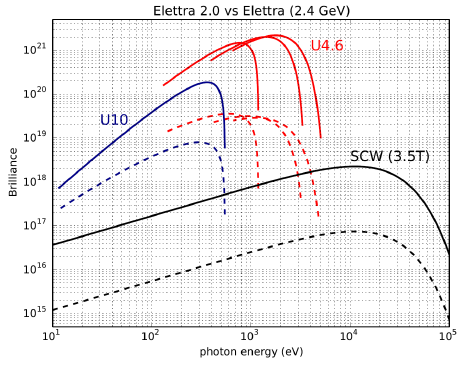 Elettra 2.0 vs Elettra (2.4 GeV)
U4.6
U10
SCW (3.5T)
Brilliance
10²¹
10²⁰
10¹⁹
10¹⁸
10¹⁷
10¹⁶
10¹⁵
10¹ 10² 10³ 10⁴ 10⁵
photon energy (eV)